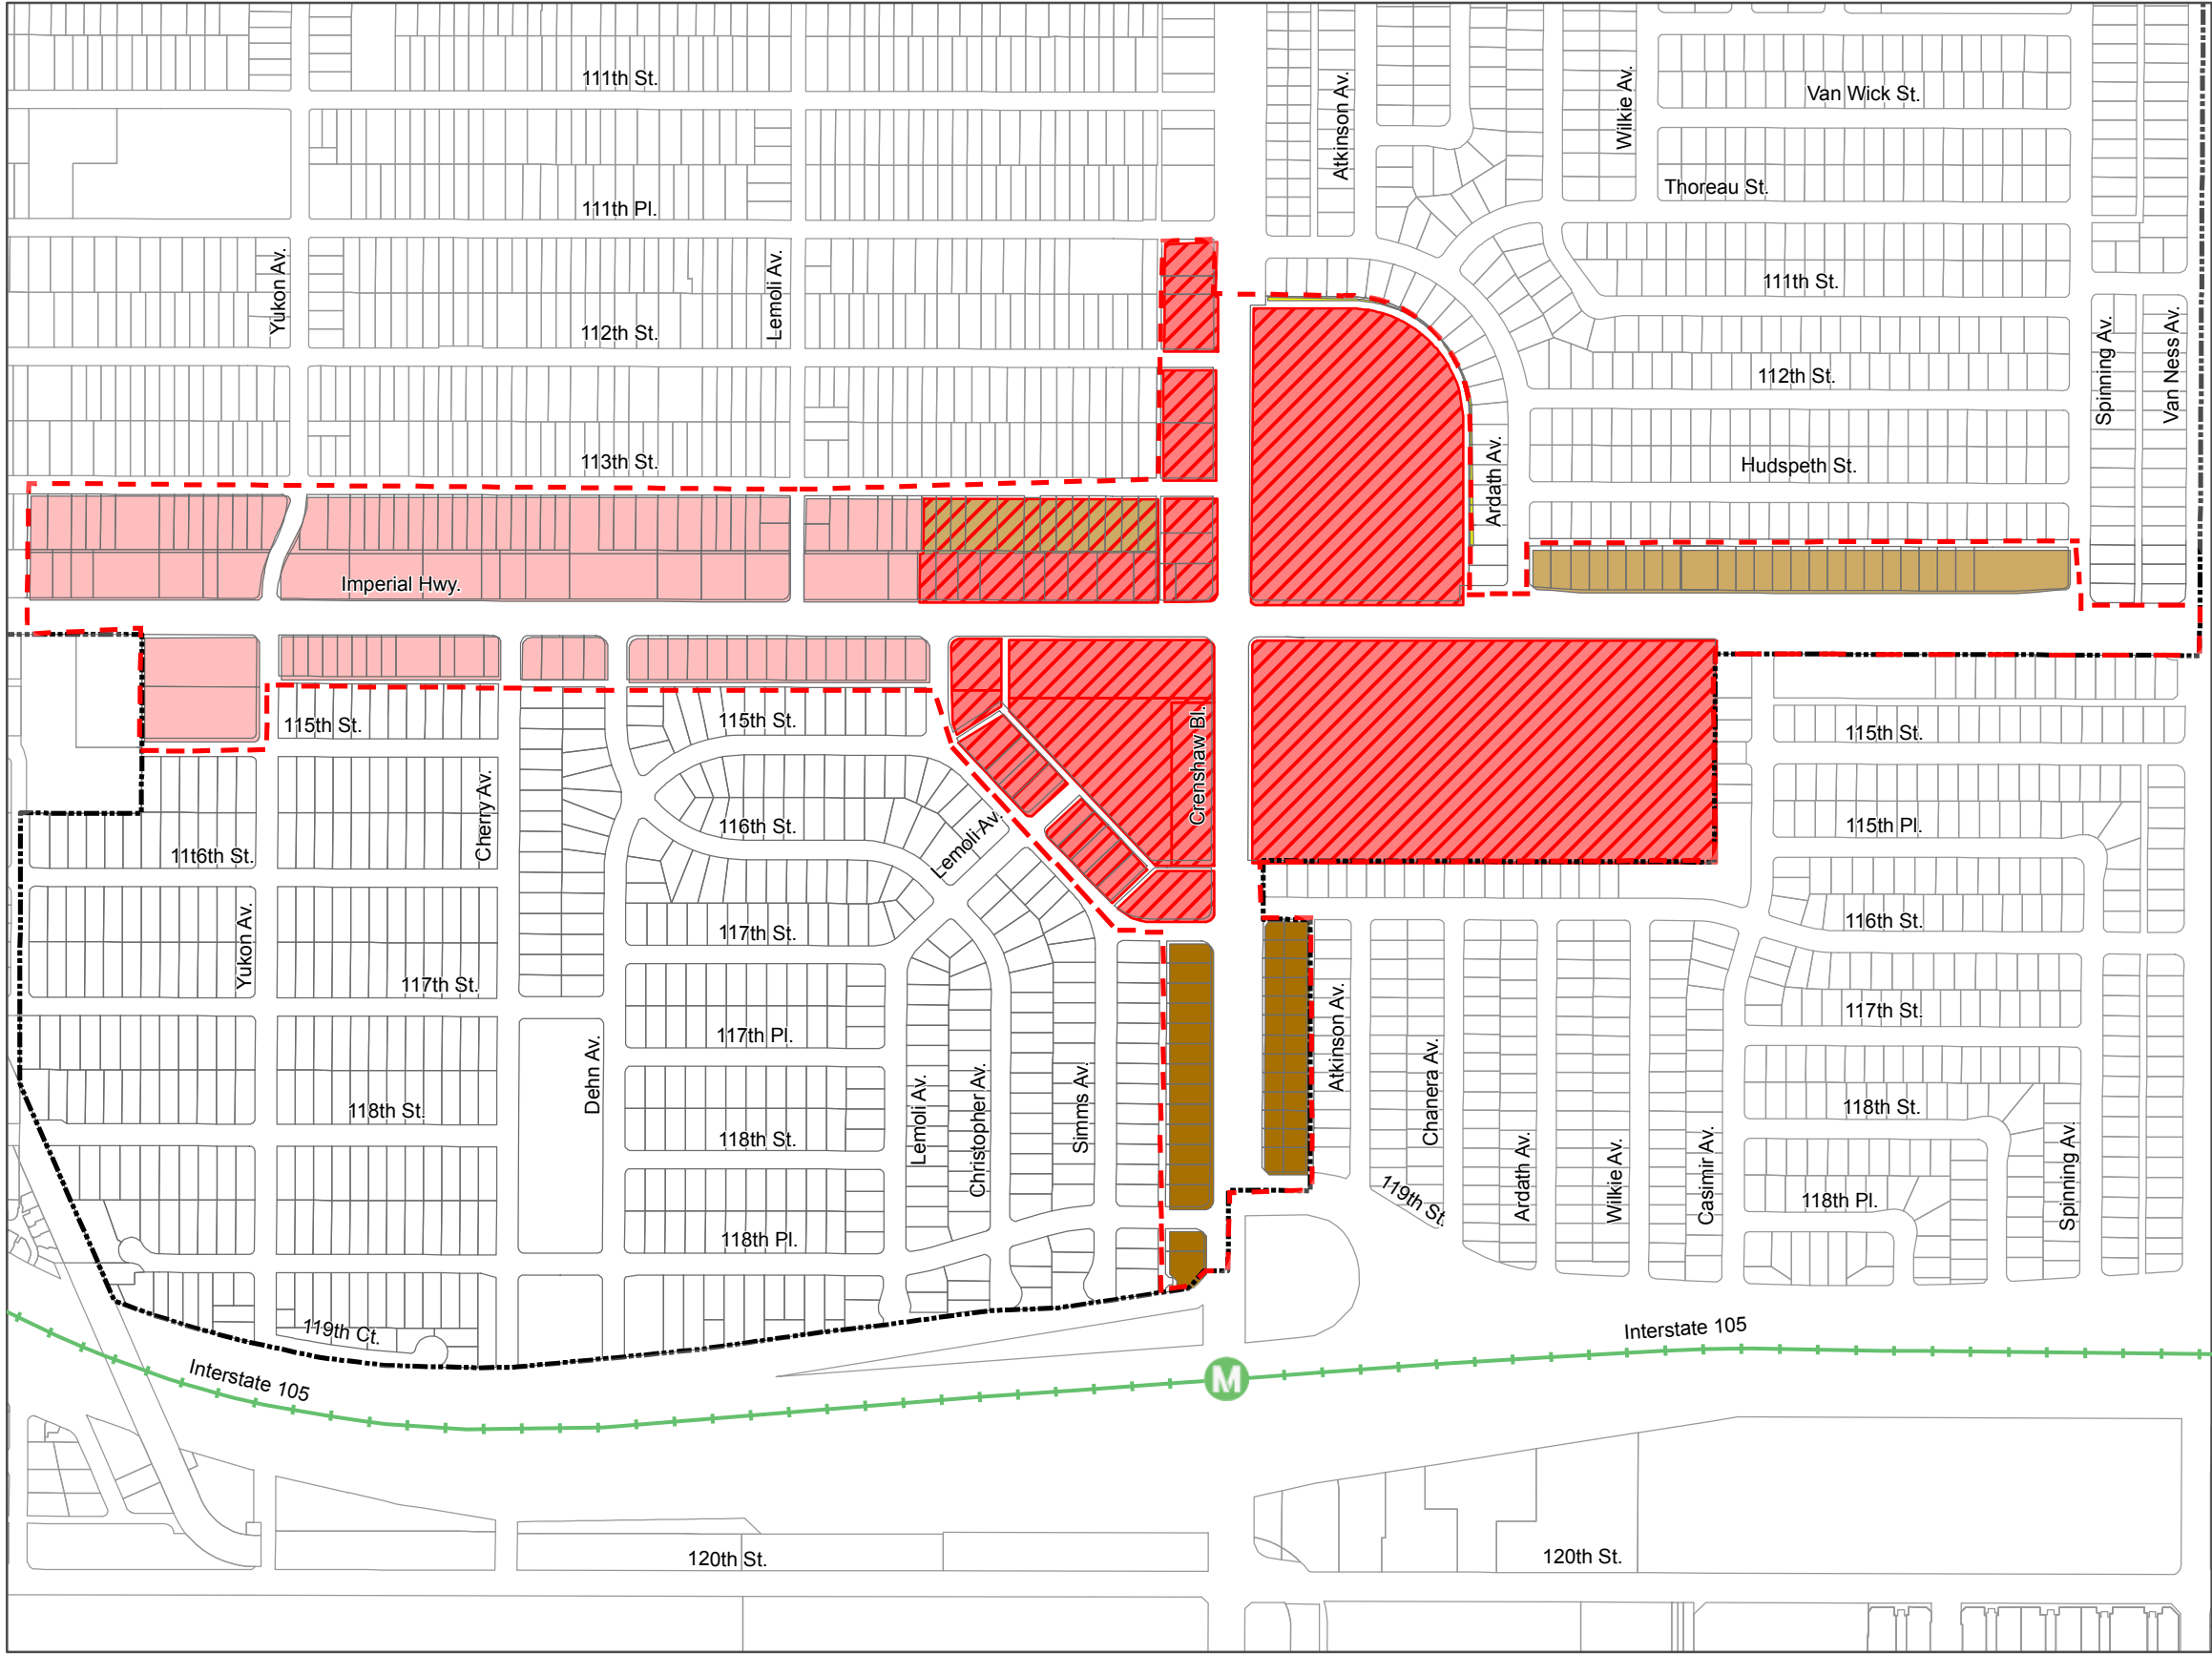 111th St.
Atkinson Av.
Wilkie Av.
Van Wick St.
Thoreau St.
111th Pl.
Yukon Av.
Lemoli Av.
111th St.
112th St.
Spinning Av.
Van Ness Av.
112th St.
113th St.
Ardath Av.
Hudspeth St.
Imperial Hwy.
115th St.
115th St.
Crenshaw Bl.
115th St.
Cherry Av.
116th St.
Lemoli Av.
115th Pl.
11t6th St.
Yukon Av.
117th St.
116th St.
117th St.
117th St.
117th Pl.
Atkinson Av.
Dehn Av.
Lemoli Av.
Christopher Av.
Simms Av.
Chanera Av.
118th St.
118th St.
118th St.
Ardath Av.
Wilkie Av.
Casimir Av.
Spinning Av.
119th St.
118th Pl.
118th Pl.
119th Ct.
Interstate 105
Interstate 105
M
120th St.
120th St.